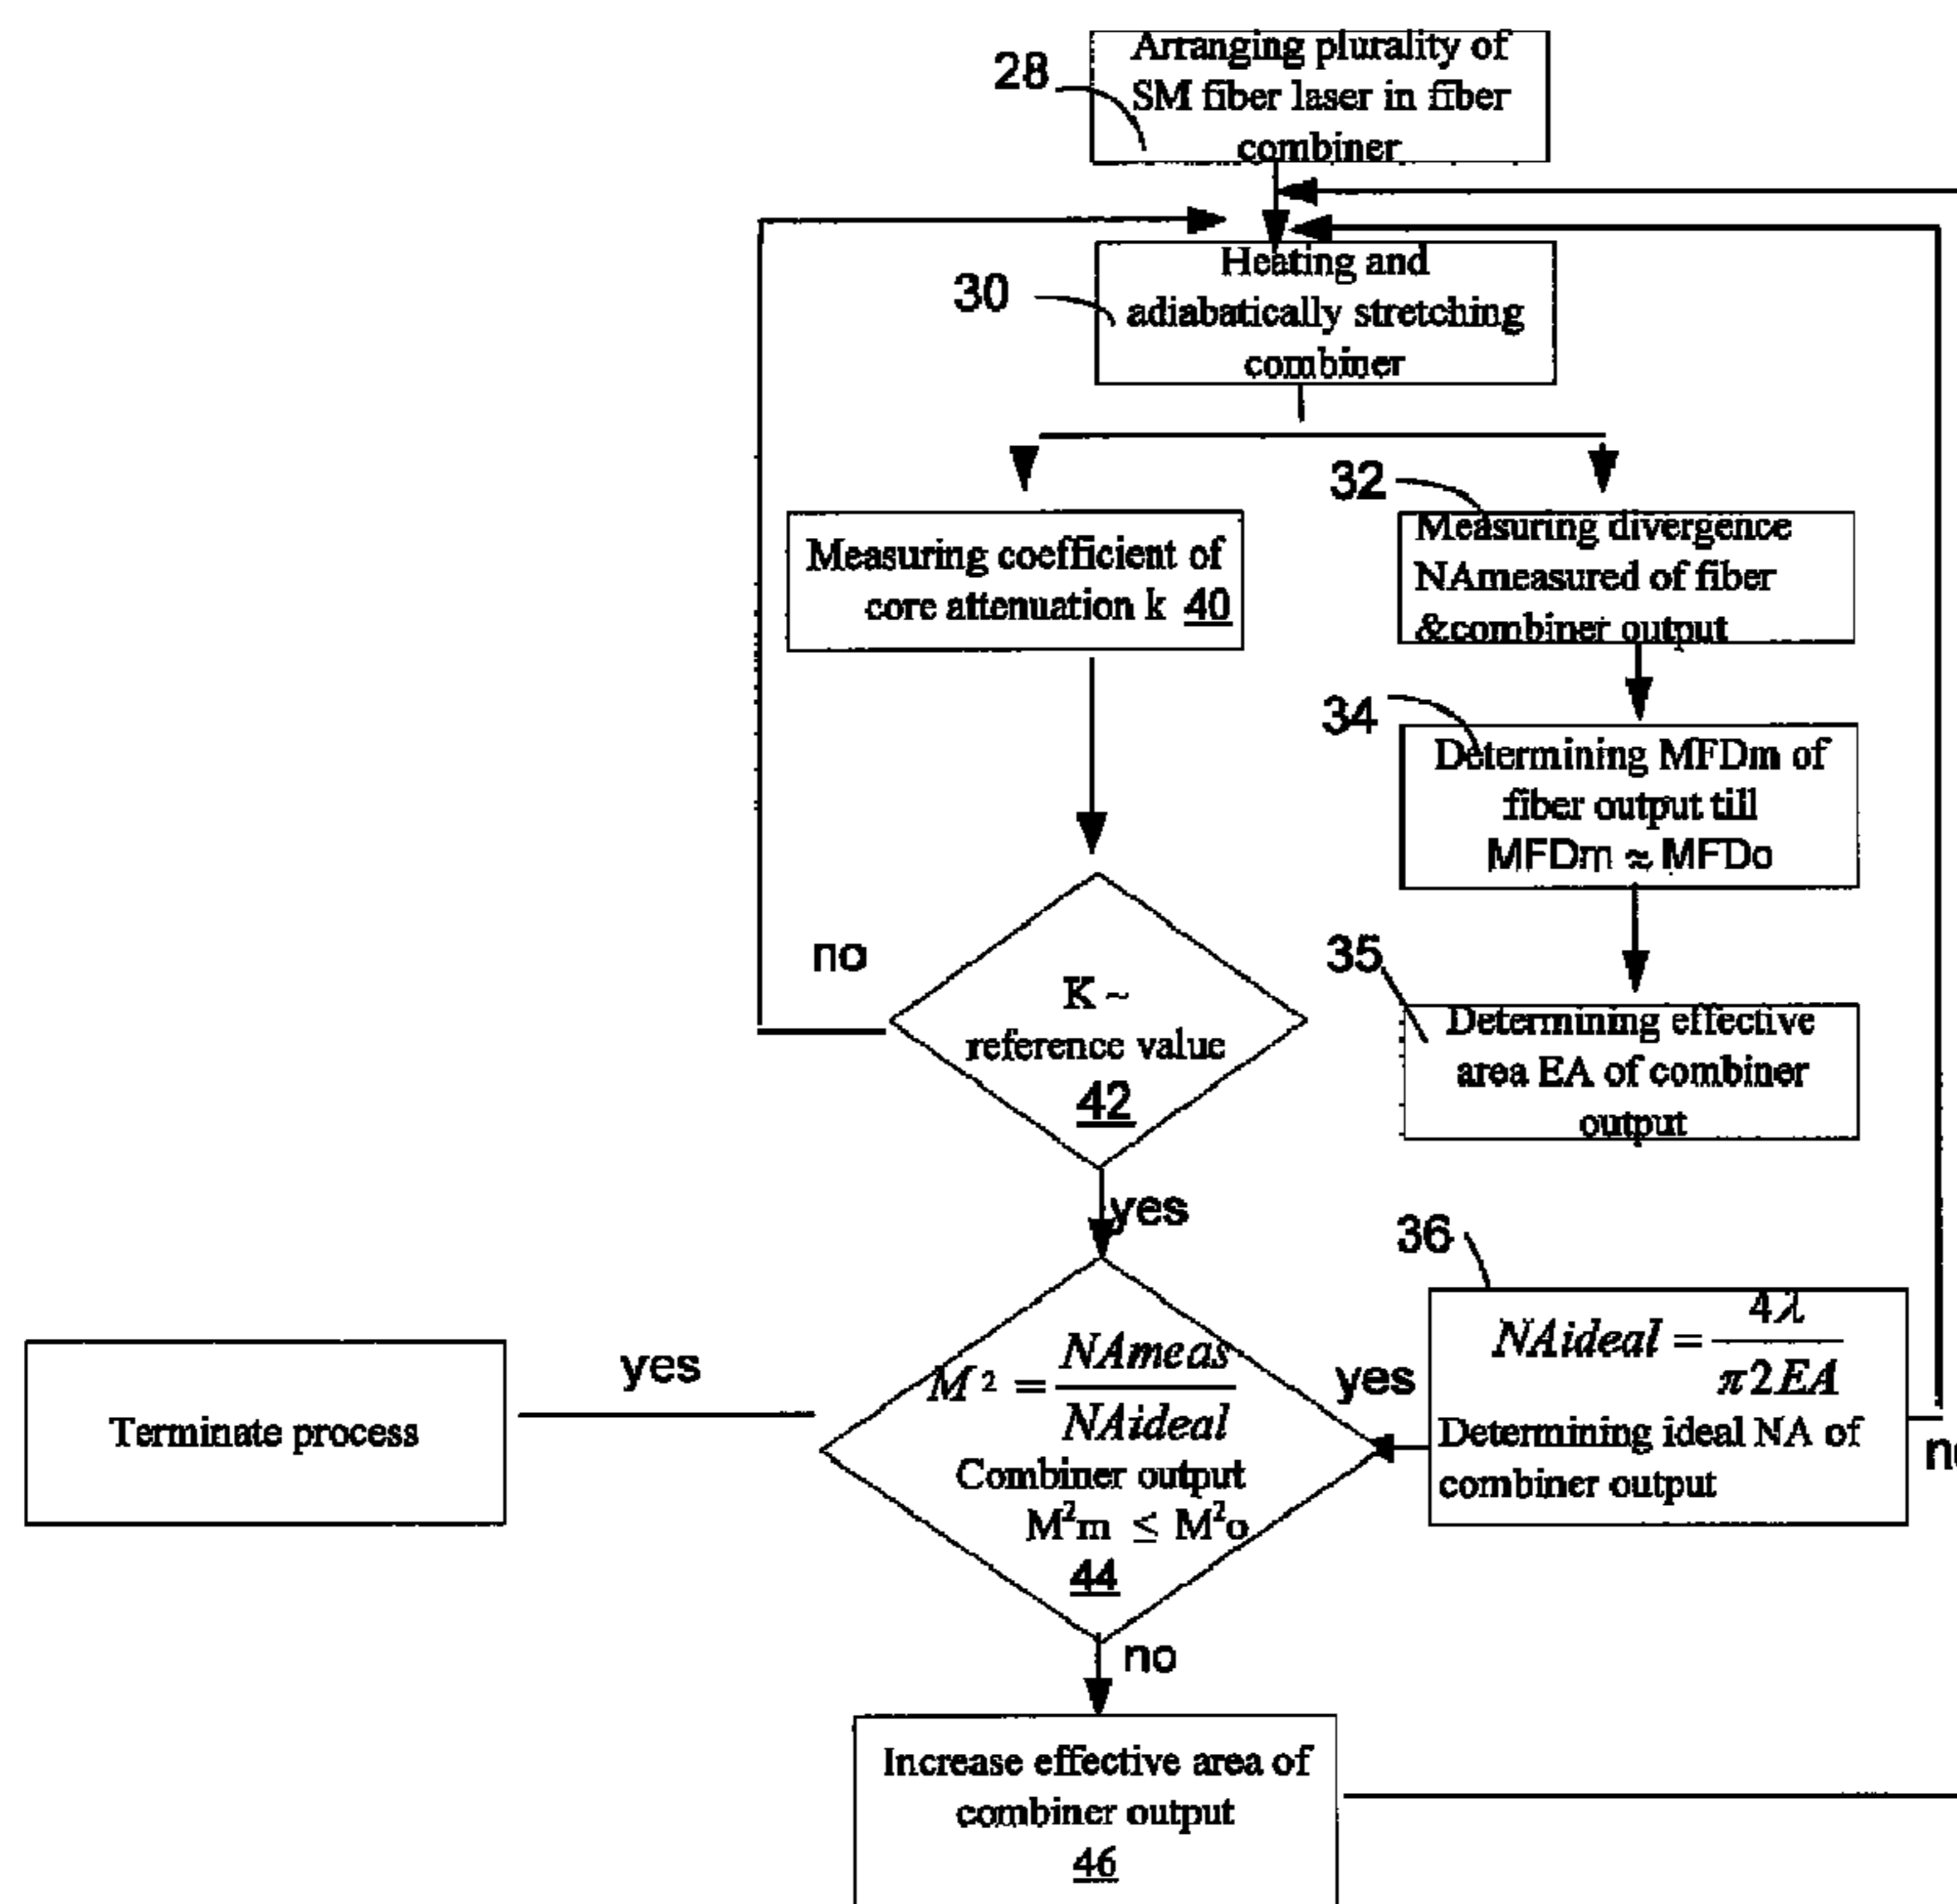 28
Arranging plurality of
SM fiber laser in fiber
combiner
30
Heating and
adiabatically stretching
combiner
Measuring coefficient of
core attenuation k 40
32
Measuring divergence
NAmeasured of fiber
&combiner output
34
Determining MFDm of
fiber output till
MFDm ≈ MFDo
no
K ~
reference value
42
35
Determining effective
area EA of combiner
output
yes
36
NAideal = 4λ / π2EA
Determining ideal NA of
combiner output
yes
Terminate process
yes
M² = NAmeas / NAideal
Combiner output
M²m ≤ M²o
44
no
Increase effective area of
combiner output
46